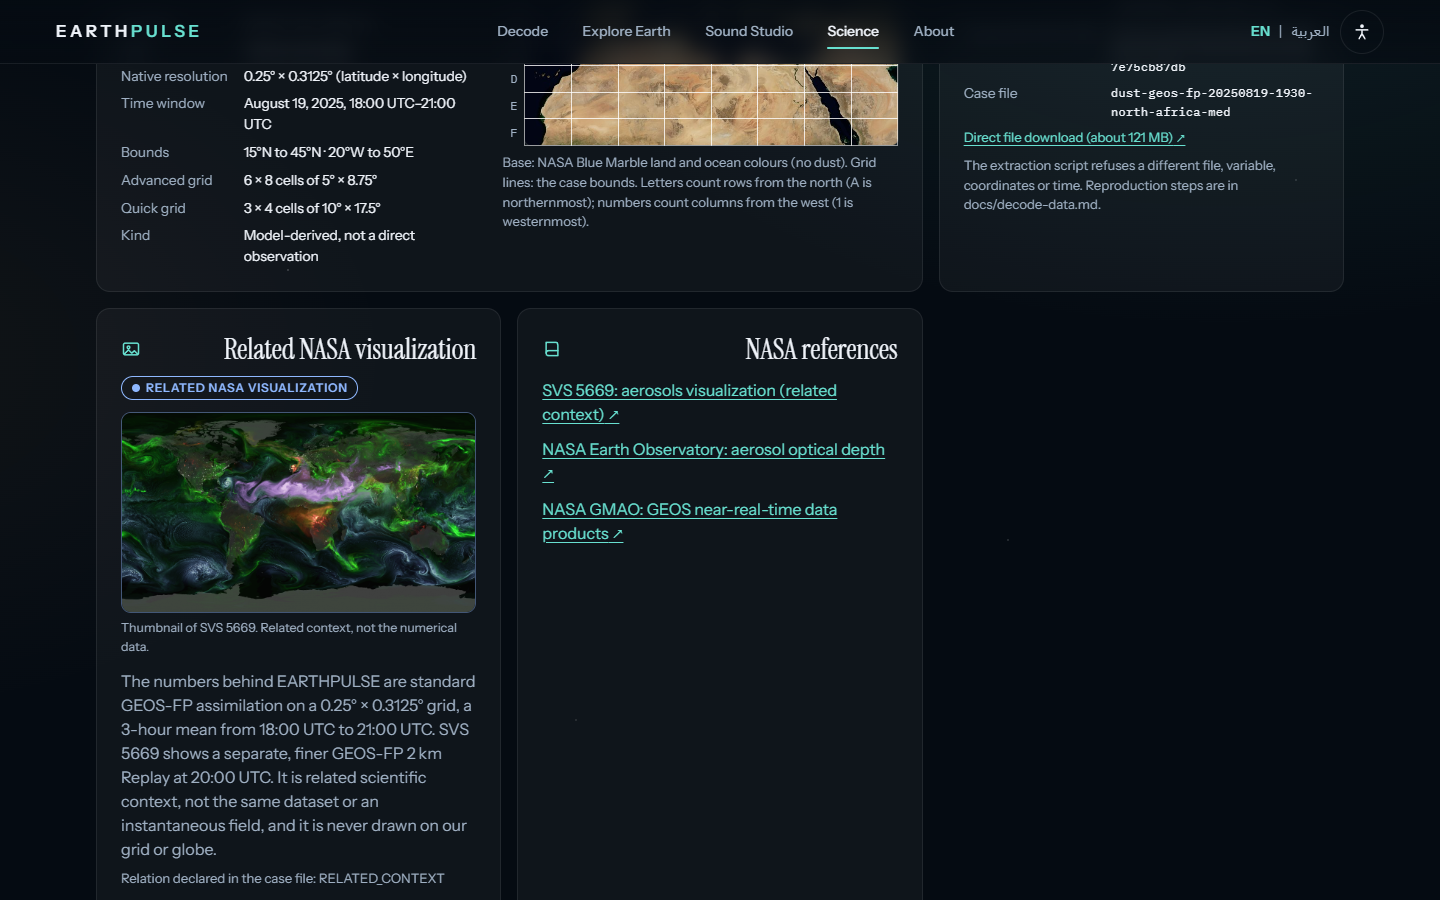 EARTHPULSE
Decode
Explore Earth
Sound Studio
Science
About
EN | العربية
Native resolution 0.25° × 0.3125° (latitude × longitude)
Time window August 19, 2025, 18:00 UTC–21:00
UTC
Bounds 15°N to 45°N · 20°W to 50°E
Advanced grid 6 × 8 cells of 5° × 8.75°
Quick grid 3 × 4 cells of 10° × 17.5°
Kind Model-derived, not a direct
observation
D
E
F
Base: NASA Blue Marble land and ocean colours (no dust). Grid
lines: the case bounds. Letters count rows from the north (A is
northernmost); numbers count columns from the west (1 is
westernmost).
7e75cb87db
Case file dust-geos-fp-20250819-1930-
north-africa-med
Direct file download (about 121 MB) ↗
The extraction script refuses a different file, variable,
coordinates or time. Reproduction steps are in
docs/decode-data.md.
Related NASA visualization
RELATED NASA VISUALIZATION
Thumbnail of SVS 5669. Related context, not the numerical
data.
The numbers behind EARTHPULSE are standard
GEOS-FP assimilation on a 0.25° × 0.3125° grid, a
3-hour mean from 18:00 UTC to 21:00 UTC. SVS
5669 shows a separate, finer GEOS-FP 2 km
Replay at 20:00 UTC. It is related scientific
context, not the same dataset or an
instantaneous field, and it is never drawn on our
grid or globe.
Relation declared in the case file: RELATED_CONTEXT
NASA references
SVS 5669: aerosols visualization (related
context) ↗
NASA Earth Observatory: aerosol optical depth
↗
NASA GMAO: GEOS near-real-time data
products ↗